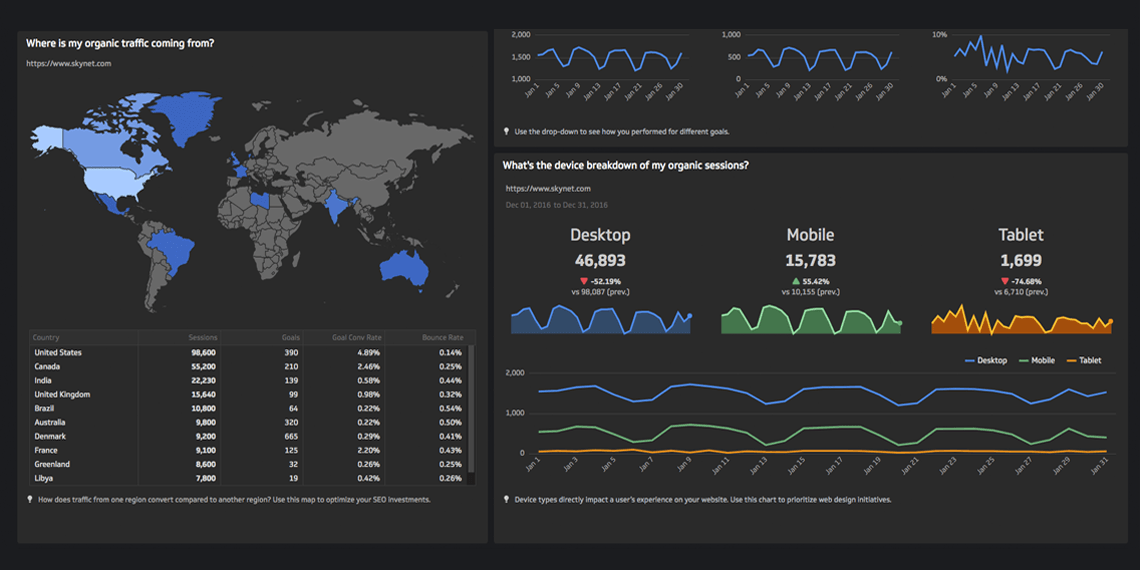 Where is my organic traffic coming from?
https://www.skynet.com
Country Sessions Goals Goal Conv Rate Bounce Rate
United States 98,600 390 4.89% 0.14%
Canada 55,200 210 2.46% 0.25%
India 22,230 139 0.58% 0.44%
United Kingdom 15,640 99 0.98% 0.32%
Brazil 10,800 64 0.22% 0.54%
Australia 9,800 320 0.22% 0.50%
Denmark 9,200 665 0.29% 0.41%
France 9,100 125 2.20% 0.43%
Greenland 8,600 32 0.26% 0.25%
Libya 7,800 19 0.42% 0.26%
How does traffic from one region convert compared to another region? Use this map to optimize your SEO investments.
2,000
1,500
1,000
Jan 1 Jan 5 Jan 9 Jan 13 Jan 17 Jan 21 Jan 26 Jan 30
1,000
500
0
Jan 1 Jan 5 Jan 9 Jan 13 Jan 17 Jan 21 Jan 26 Jan 30
10%
0%
Jan 1 Jan 5 Jan 9 Jan 13 Jan 17 Jan 21 Jan 26 Jan 30
Use the drop-down to see how you performed for different goals.
What's the device breakdown of my organic sessions?
https://www.skynet.com
Dec 01, 2016 to Dec 31, 2016
Desktop Mobile Tablet
46,893 15,783 1,699
-52.19% 55.42% -74.68%
vs 98,087 (prev.) vs 10,155 (prev.) vs 6,710 (prev.)
Desktop Mobile Tablet
2,000
1,000
0
Jan 1 Jan 3 Jan 5 Jan 7 Jan 9 Jan 11 Jan 13 Jan 15 Jan 17 Jan 19 Jan 21 Jan 23 Jan 25 Jan 27 Jan 29 Jan 31
Device types directly impact a user's experience on your website. Use this chart to prioritize web design initiatives.